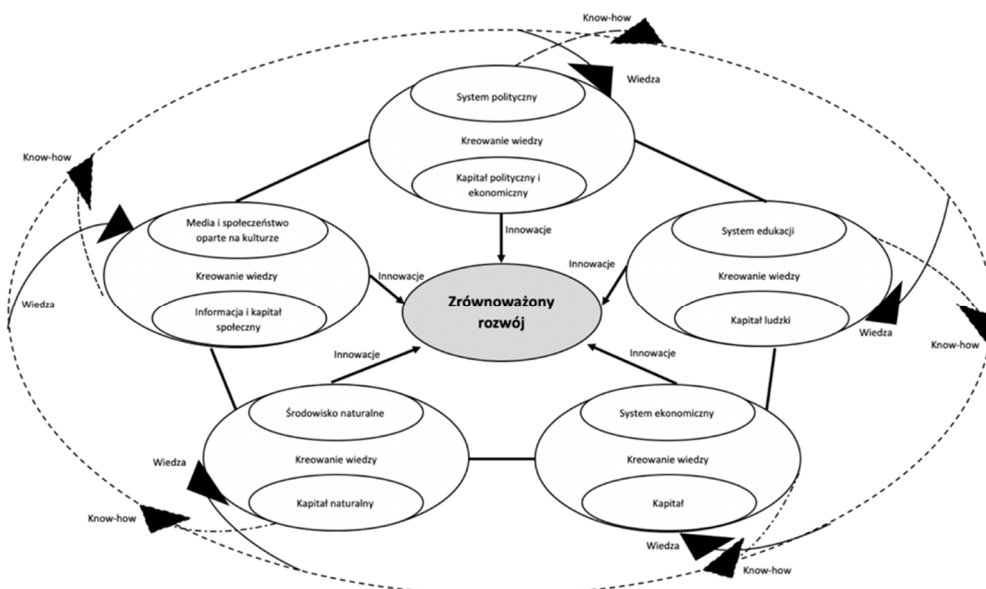 Know-how
Wiedza
System polityczny
Kreowanie wiedzy
Kapitał polityczny i
ekonomiczny
Know-how
Media i społeczeństwo
oparte na kulturze
Kreowanie wiedzy
Informacja i kapitał
społeczny
Wiedza
Innowacje
Innowacje
Innowacje
System edukacji
Kreowanie wiedzy
Kapitał ludzki
Wiedza
Know-how
Zrównoważony
rozwój
Innowacje
Innowacje
Środowisko naturalne
Kreowanie wiedzy
Kapitał naturalny
Wiedza
Know-how
System ekonomiczny
Kreowanie wiedzy
Kapitał
Wiedza
Know-how